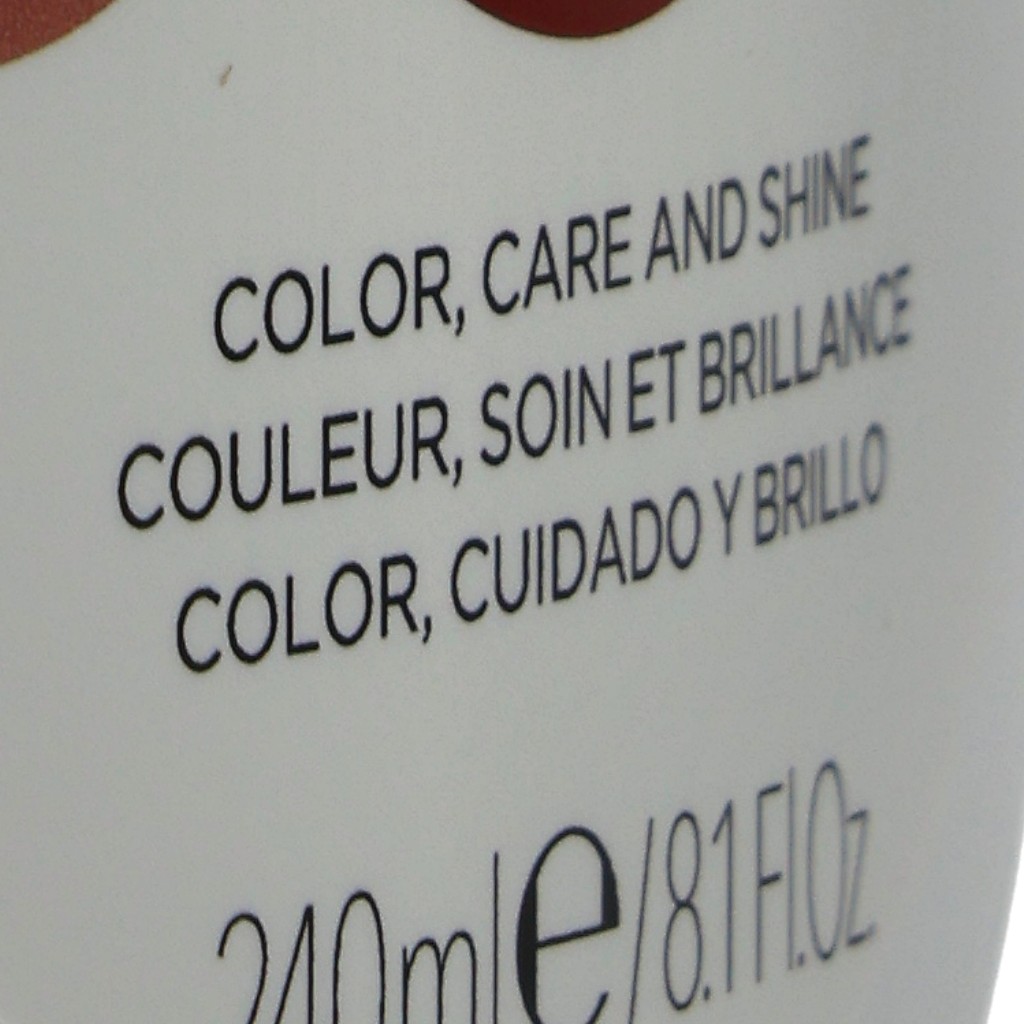 COLOR, CARE AND SHINE
COULEUR, SOIN ET BRILLANCE
COLOR, CUIDADO Y BRILLO
240ml e / 8.1 Fl.Oz